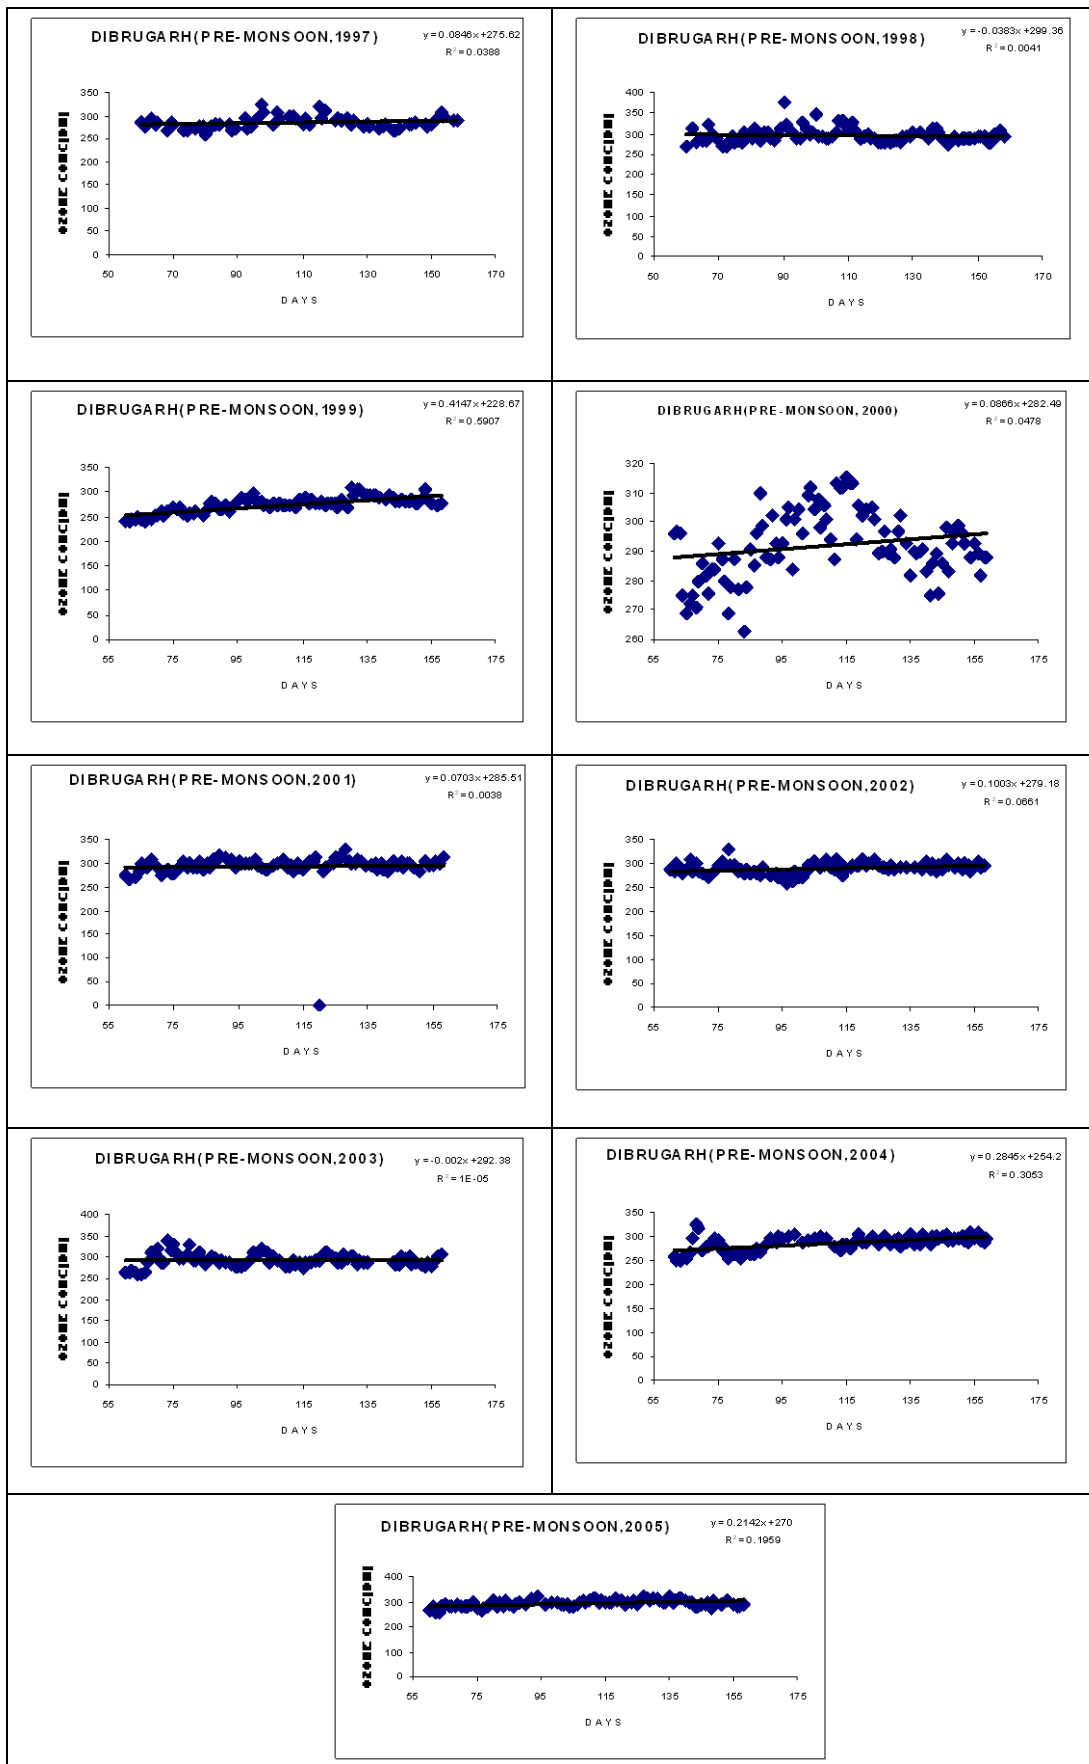 DIBRUGARH(PRE-MONSOON,1997)
y = 0.0846x + 275.62
R² = 0.0388
350
300
250
200
150
100
50
0
50 70 90 110 130 150 170
DAYS
DIBRUGARH(PRE-MONSOON,1998)
y = -0.0383x + 299.36
R² = 0.0041
400
350
300
250
200
150
100
50
0
50 70 90 110 130 150 170
DAYS
DIBRUGARH(PRE-MONSOON,1999)
y = 0.4147x + 228.67
R² = 0.5907
350
300
250
200
150
100
50
0
55 75 95 115 135 155 175
DAYS
DIBRUGARH(PRE-MONSOON, 2000)
y = 0.0866x + 282.49
R² = 0.0478
320
310
300
290
280
270
260
55 75 95 115 135 155 175
DAYS
DIBRUGARH(PRE-MONSOON,2001)
y = 0.0703x + 285.51
R² = 0.0038
350
300
250
200
150
100
50
0
55 75 95 115 135 155 175
DAYS
DIBRUGARH(PRE-MONSOON,2002)
y = 0.1003x + 279.18
R² = 0.0661
350
300
250
200
150
100
50
0
55 75 95 115 135 155 175
DAYS
DIBRUGARH(PRE-MONSOON,2003)
y = -0.002x + 292.38
R² = 1E-05
400
350
300
250
200
150
100
50
0
55 75 95 115 135 155 175
DAYS
DIBRUGARH(PRE-MONSOON,2004)
y = 0.2845x + 254.2
R² = 0.3053
350
300
250
200
150
100
50
0
55 75 95 115 135 155 175
DAYS
DIBRUGARH(PRE-MONSOON,2005)
y = 0.2142x + 270
R² = 0.1959
400
300
200
100
0
55 75 95 115 135 155 175
DAYS